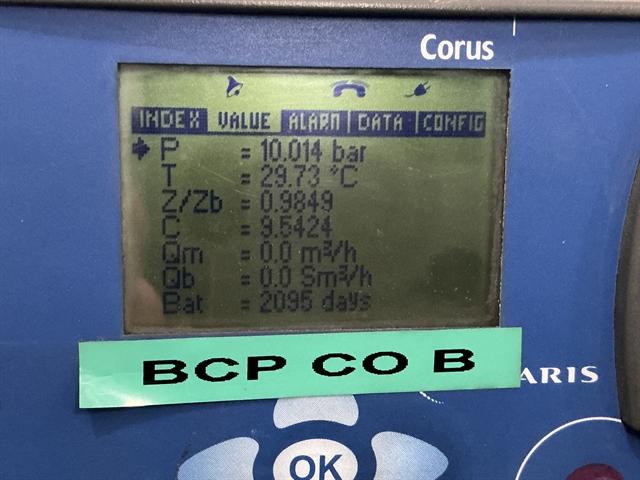 Corus
INDEX VALUE ALARM DATA CONFIG
P = 10.014 bar
T = 29.73 °C
Z/Zb = 0.9849
C = 9.5424
Qm = 0.0 m³/h
Qb = 0.0 Sm³/h
Bat = 2095 days
BCP CO B
ARIS
OK